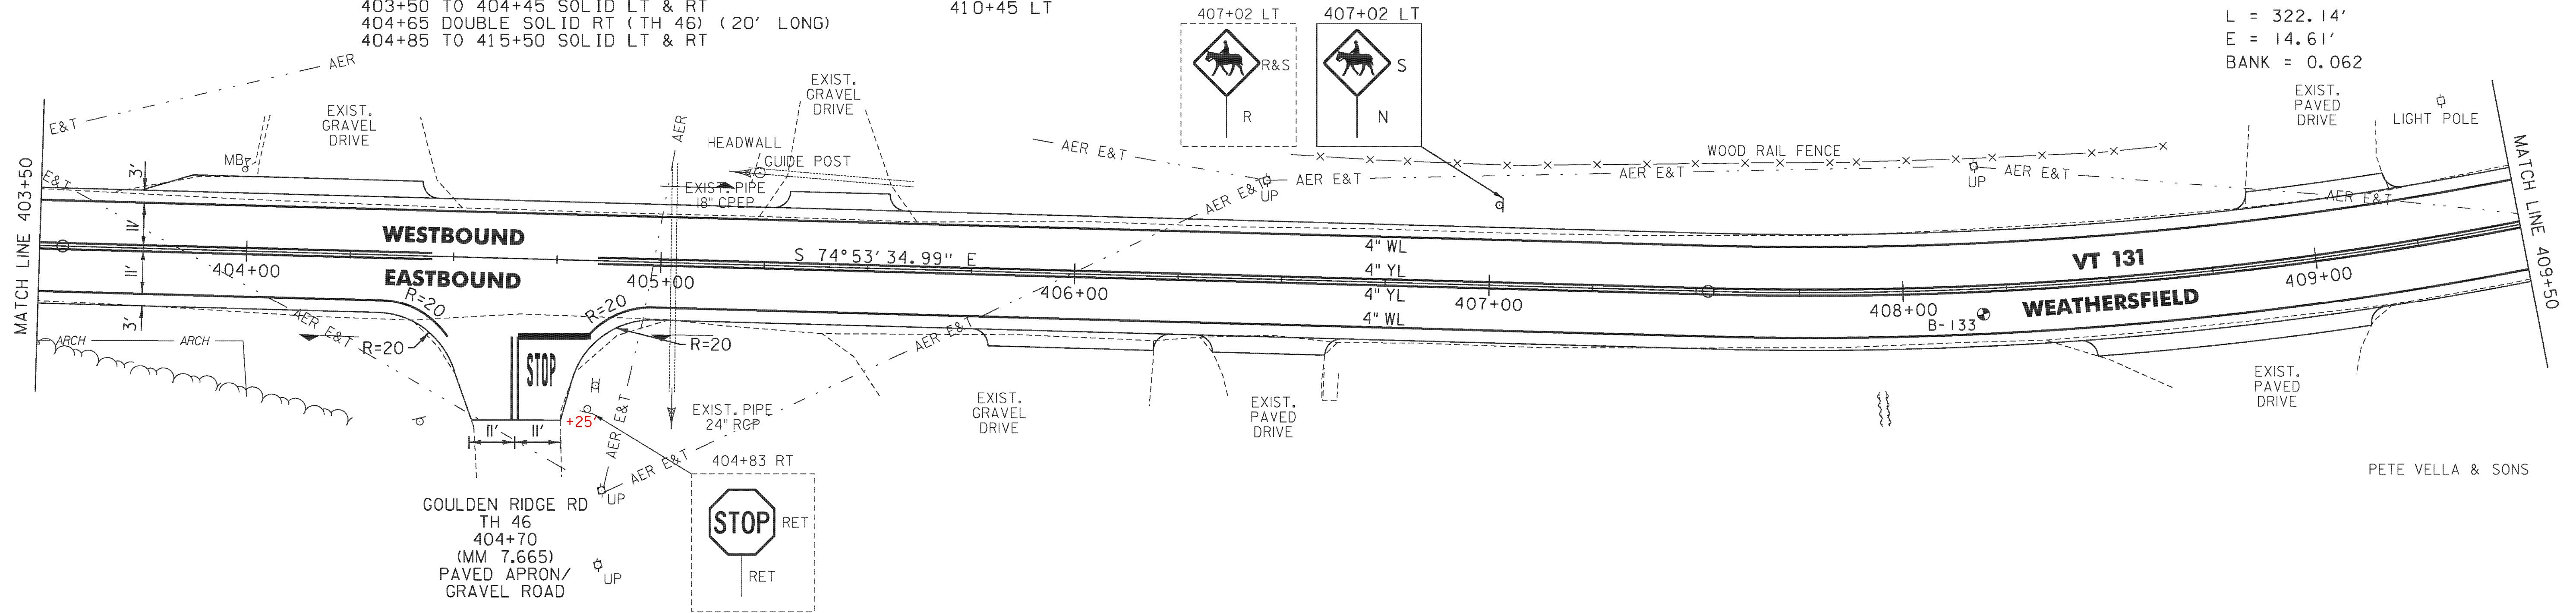 403+50 TO 404+45 SOLID LT & RT
404+65 DOUBLE SOLID RT (TH 46) (20' LONG)
404+85 TO 415+50 SOLID LT & RT
410+45 LT
407+02 LT
R&S
R
407+02 LT
S
N
L = 322.14'
E = 14.61'
BANK = 0.062
AER
E&T
EXIST.
GRAVEL
DRIVE
MB
AER
HEADWALL
GUIDE POST
EXIST. PIPE
18" CPEP
EXIST.
GRAVEL
DRIVE
AER E&T
AER E&T
UP
AER E&T
WOOD RAIL FENCE
AER E&T
UP
AER E&T
EXIST.
PAVED
DRIVE
LIGHT POLE
AER E&T
MATCH LINE 403+50
E&T
3'
11'
11'
3'
WESTBOUND
EASTBOUND
404+00
405+00
S 74°53'34.99" E
406+00
4" WL
4" YL
4" YL
4" WL
407+00
408+00
B-133
VT 131
WEATHERSFIELD
409+00
MATCH LINE 409+50
R=20
R=20
R=20
R=20
ARCH
ARCH
AER E&T
STOP
+25'
11'
11'
AER E&T
EXIST. PIPE
24" RCP
AER E&T
AER E&T
UP
EXIST.
GRAVEL
DRIVE
EXIST.
PAVED
DRIVE
EXIST.
PAVED
DRIVE
PETE VELLA & SONS
GOULDEN RIDGE RD
TH 46
404+70
(MM 7.665)
PAVED APRON/
GRAVEL ROAD
UP
404+83 RT
STOP
RET
RET